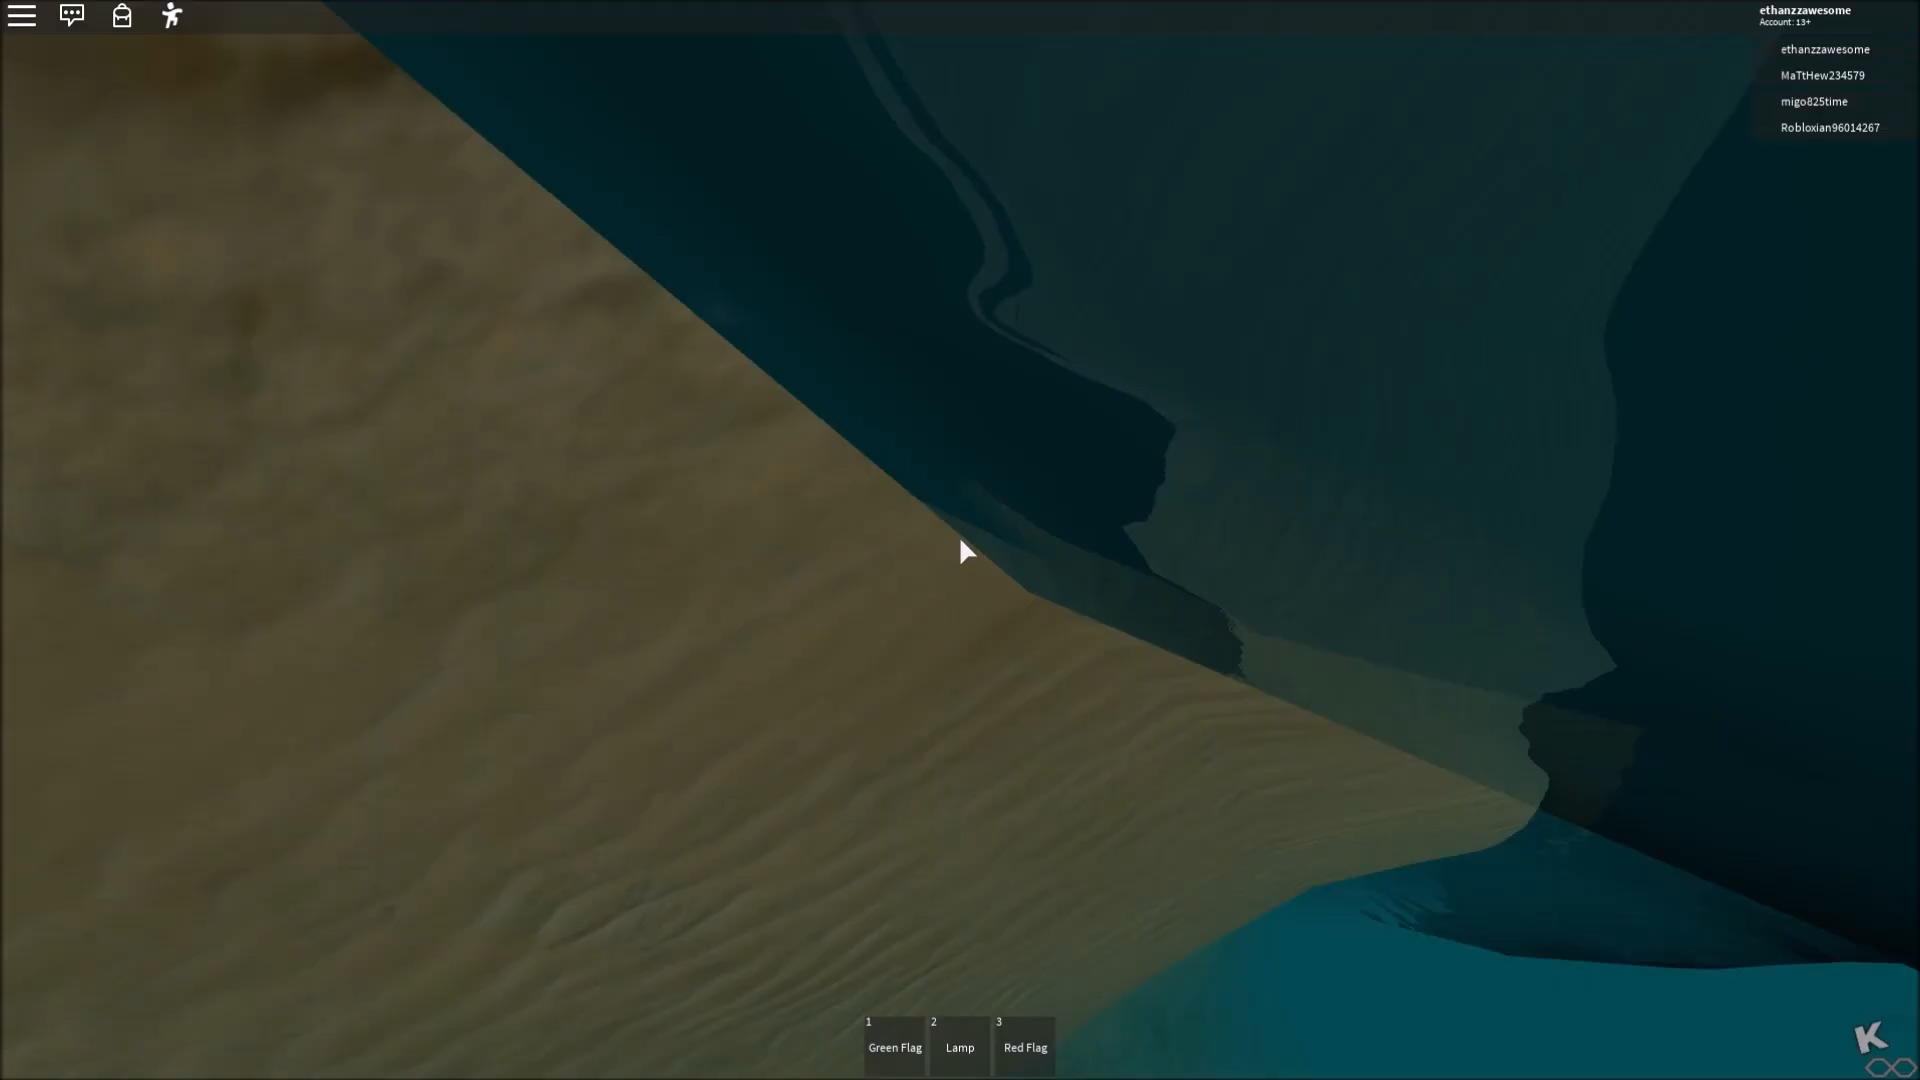 ethanzzawesome
Account: 13+
ethanzzawesome
MaTtHew234579
migo825time
Robloxian96014267
1
2
3
Green Flag
Lamp
Red Flag
K